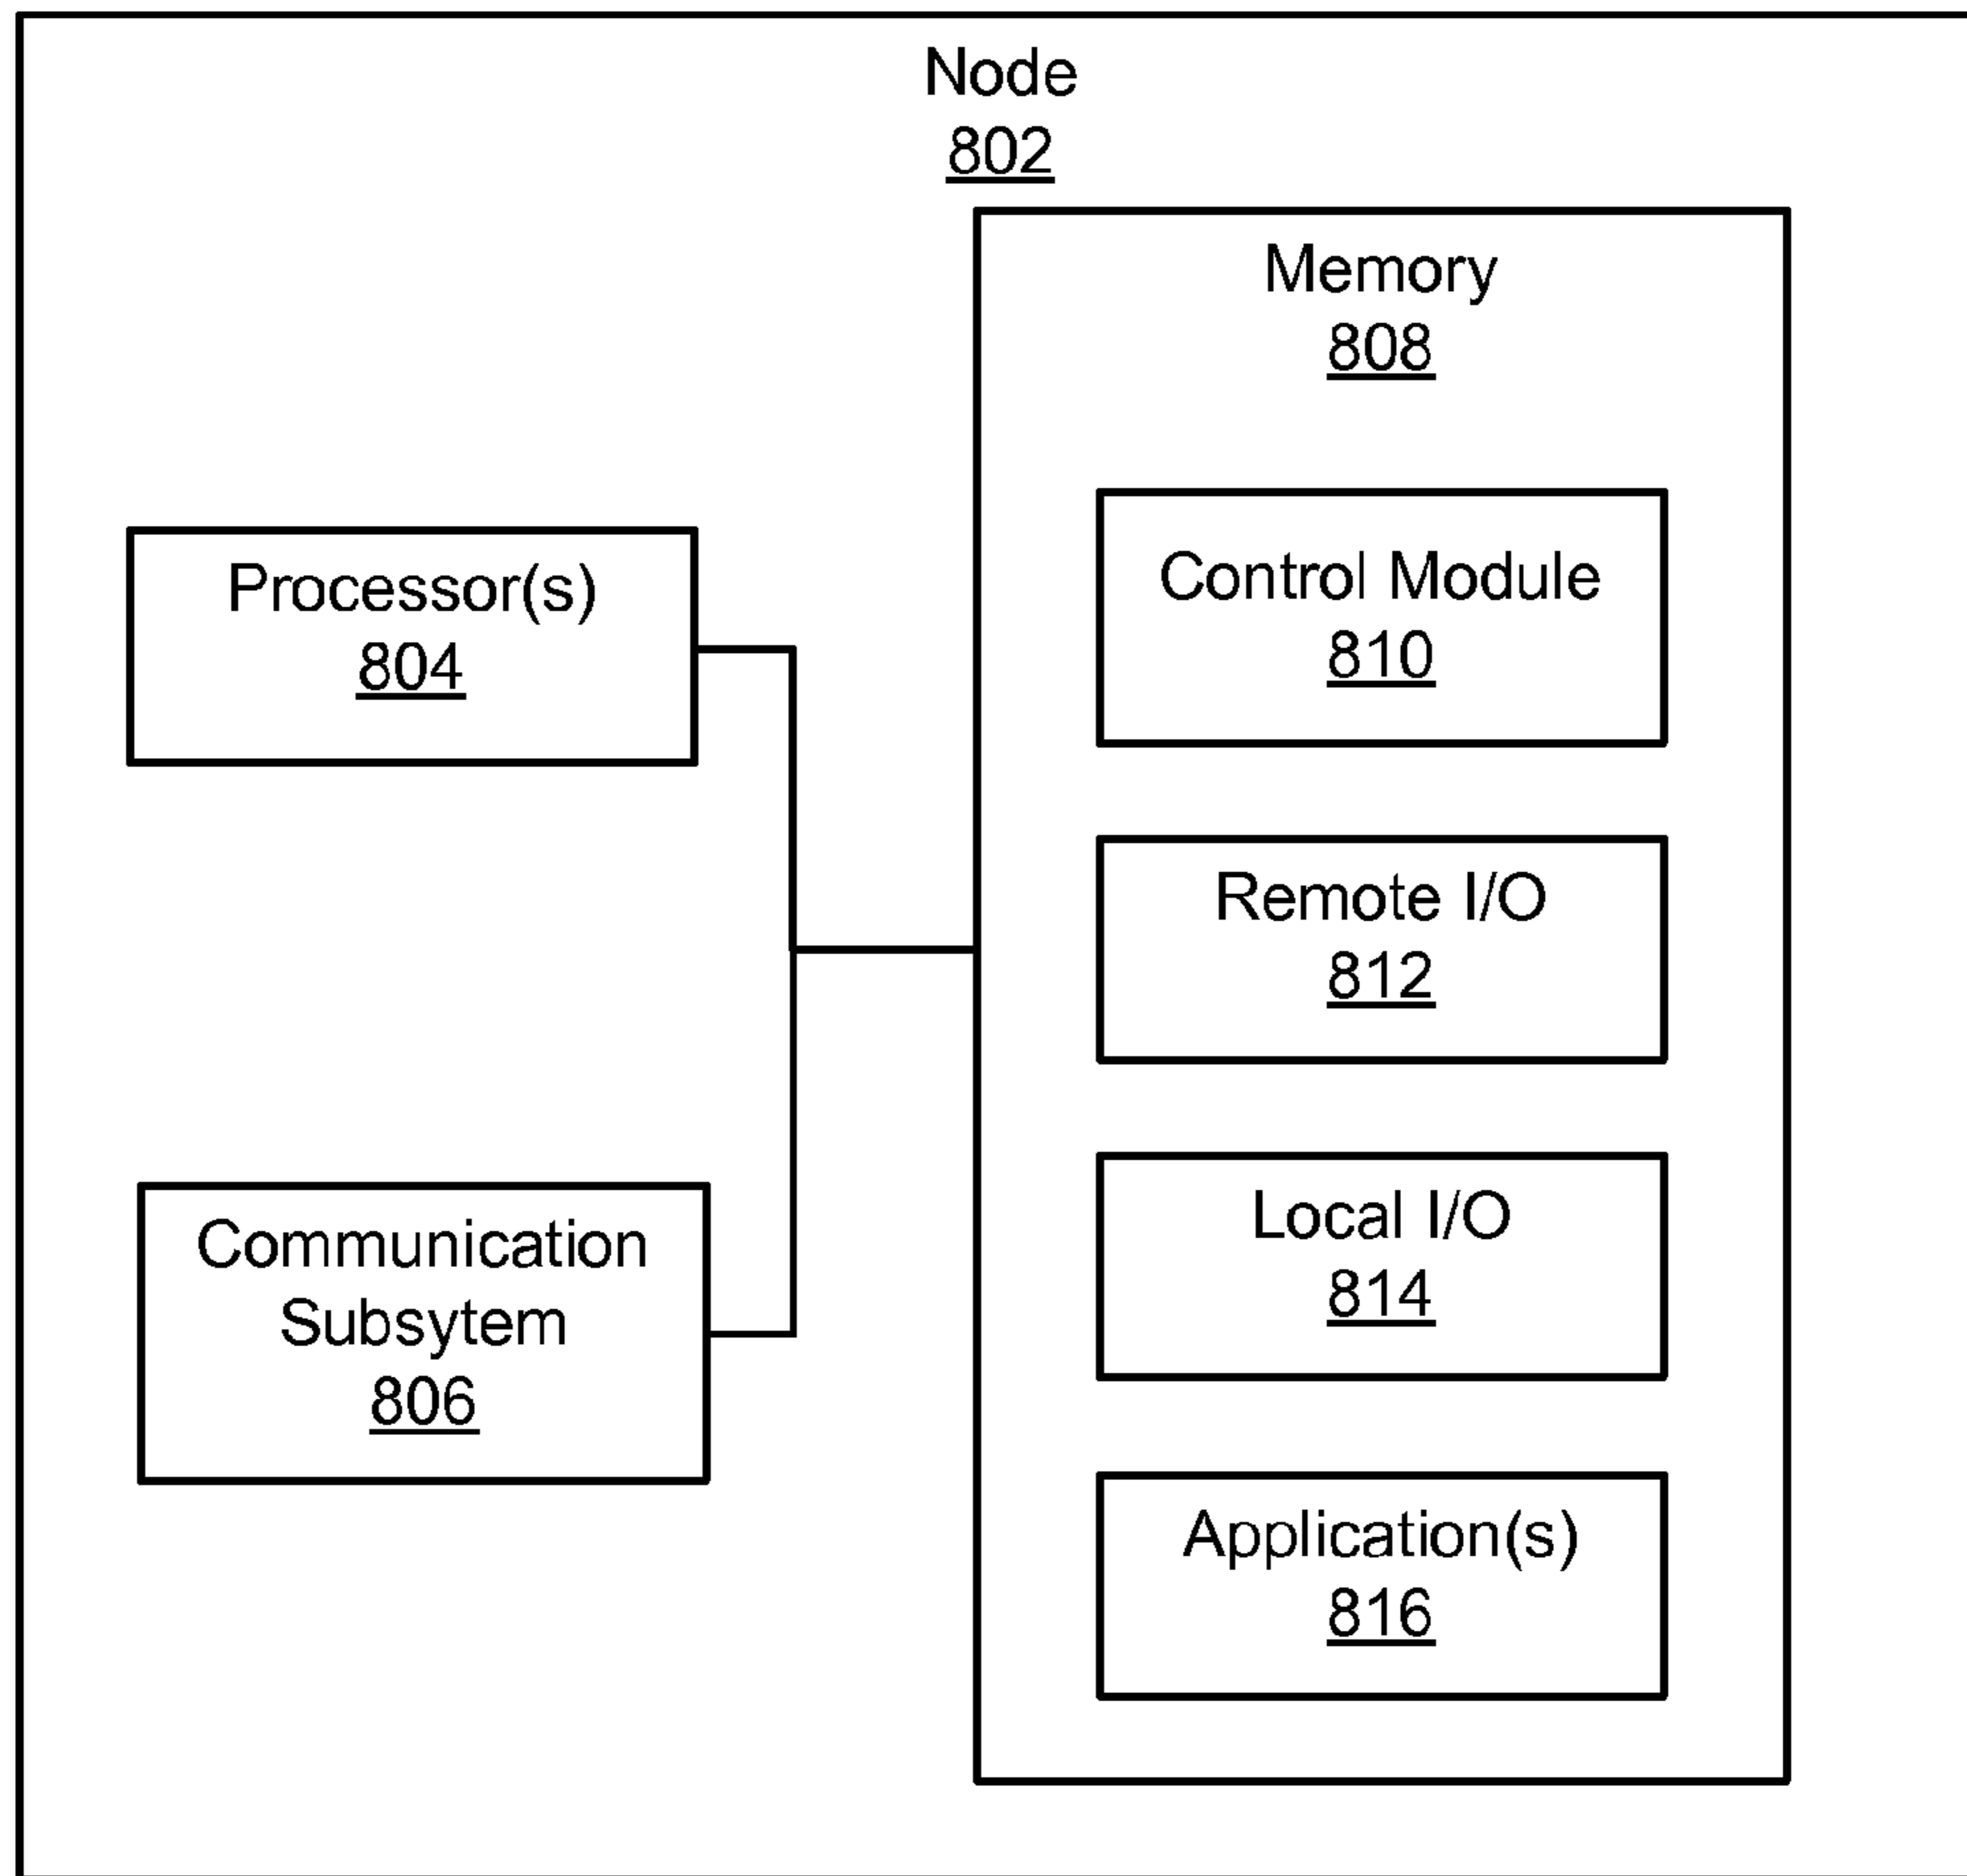 Node
802
Memory
808
Processor(s)
804
Communication
Subsytem
806
Control Module
810
Remote I/O
812
Local I/O
814
Application(s)
816